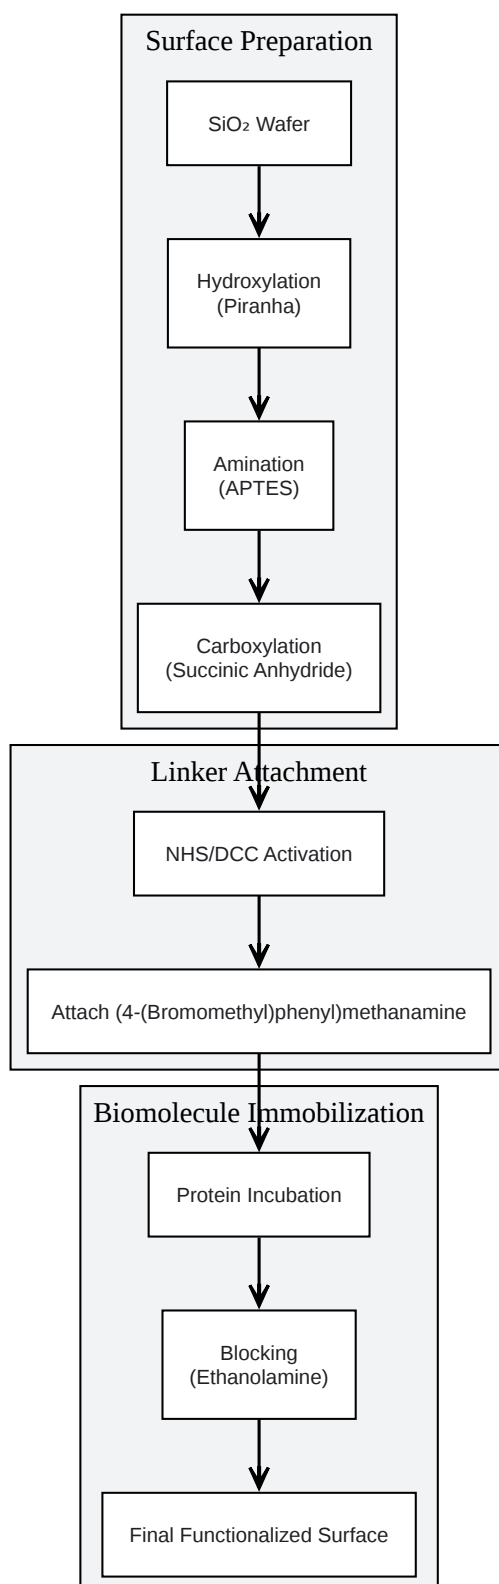 Surface Preparation
SiO₂ Wafer
Hydroxylation
(Piranha)
Amination
(APTES)
Carboxylation
(Succinic Anhydride)
Linker Attachment
NHS/DCC Activation
Attach (4-(Bromomethyl)phenyl)methanamine
Biomolecule Immobilization
Protein Incubation
Blocking
(Ethanolamine)
Final Functionalized Surface